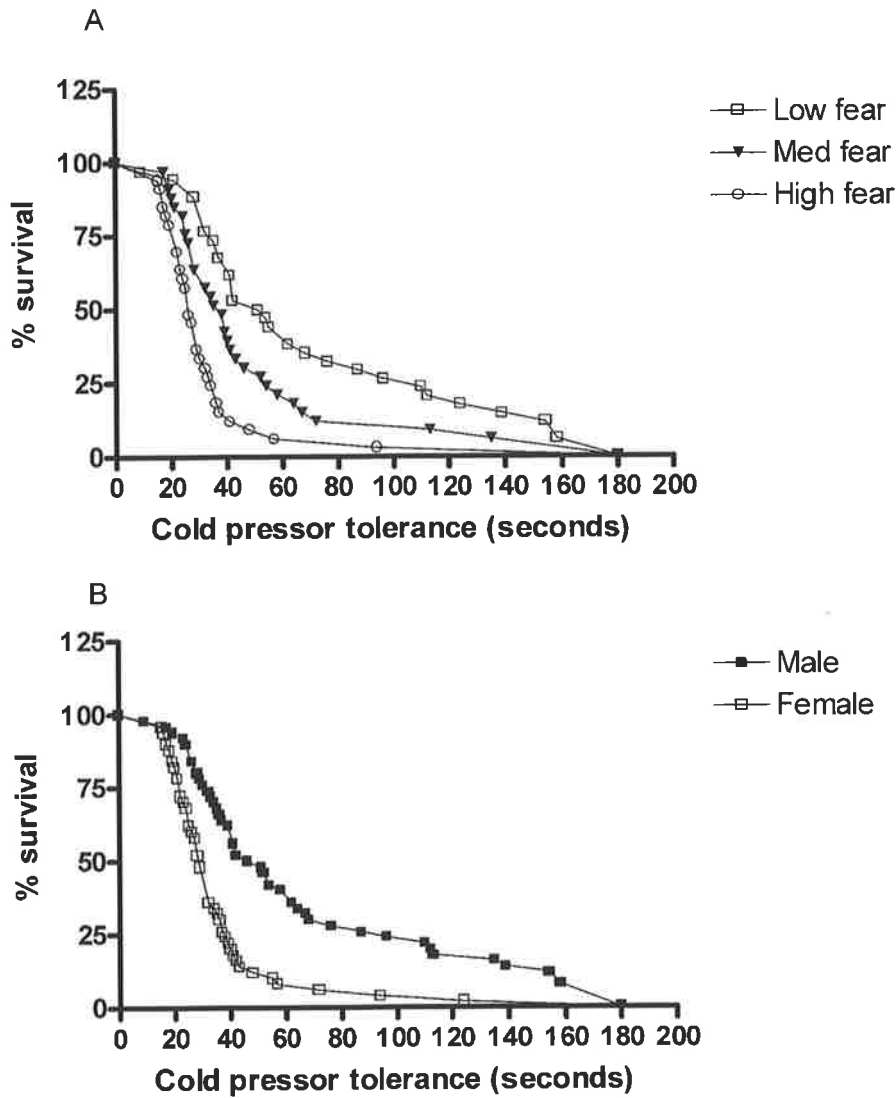 A
125
100
75
50
25
0
% survival
0 20 40 60 80 100 120 140 160 180 200
Cold pressor tolerance (seconds)
Low fear
Med fear
High fear
B
125
100
75
50
25
0
% survival
0 20 40 60 80 100 120 140 160 180 200
Cold pressor tolerance (seconds)
Male
Female